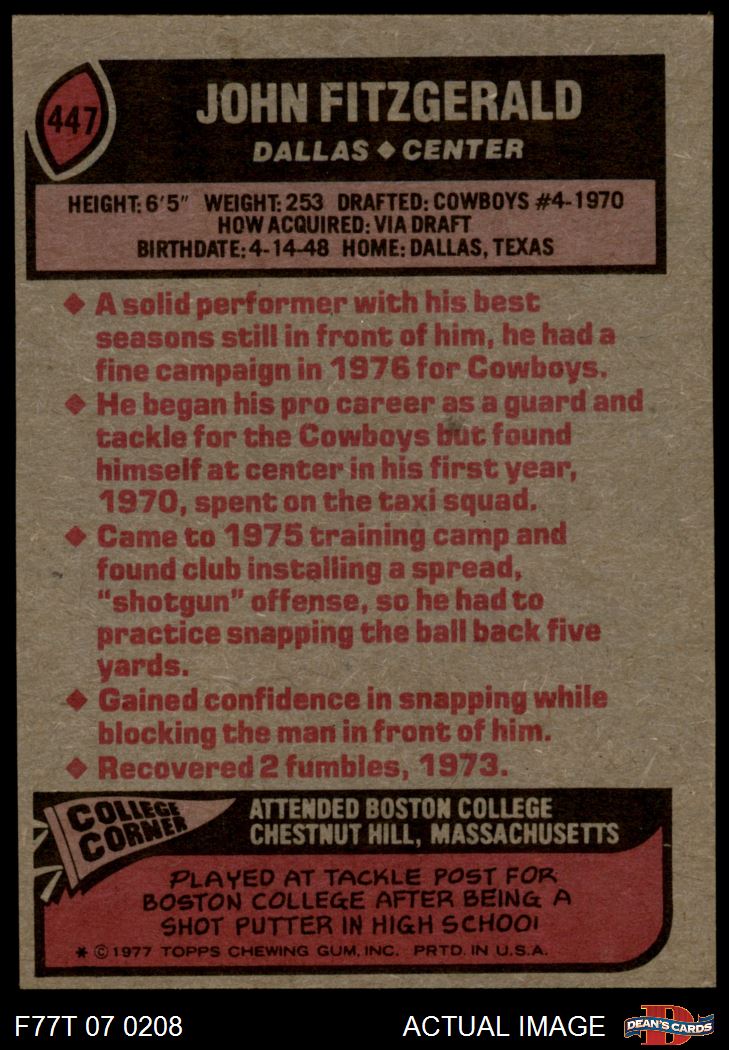 447
JOHN FITZGERALD
DALLAS ◆ CENTER
HEIGHT: 6'5" WEIGHT: 253 DRAFTED: COWBOYS #4-1970
HOW ACQUIRED: VIA DRAFT
BIRTHDATE: 4-14-48 HOME: DALLAS, TEXAS
◆ A solid performer with his best
seasons still in front of him, he had a
fine campaign in 1976 for Cowboys.
◆ He began his pro career as a guard and
tackle for the Cowboys but found
himself at center in his first year,
1970, spent on the taxi squad.
◆ Came to 1975 training camp and
found club installing a spread,
"shotgun" offense, so he had to
practice snapping the ball back five
yards.
◆ Gained confidence in snapping while
blocking the man in front of him.
◆ Recovered 2 fumbles, 1973.
COLLEGE
CORNER
ATTENDED BOSTON COLLEGE
CHESTNUT HILL, MASSACHUSETTS
PLAYED AT TACKLE POST FOR
BOSTON COLLEGE AFTER BEING A
SHOT PUTTER IN HIGH SCHOOL
* © 1977 TOPPS CHEWING GUM, INC. PRTD. IN U.S.A.
F77T 07 0208
ACTUAL IMAGE
D
DEAN'S CARDS